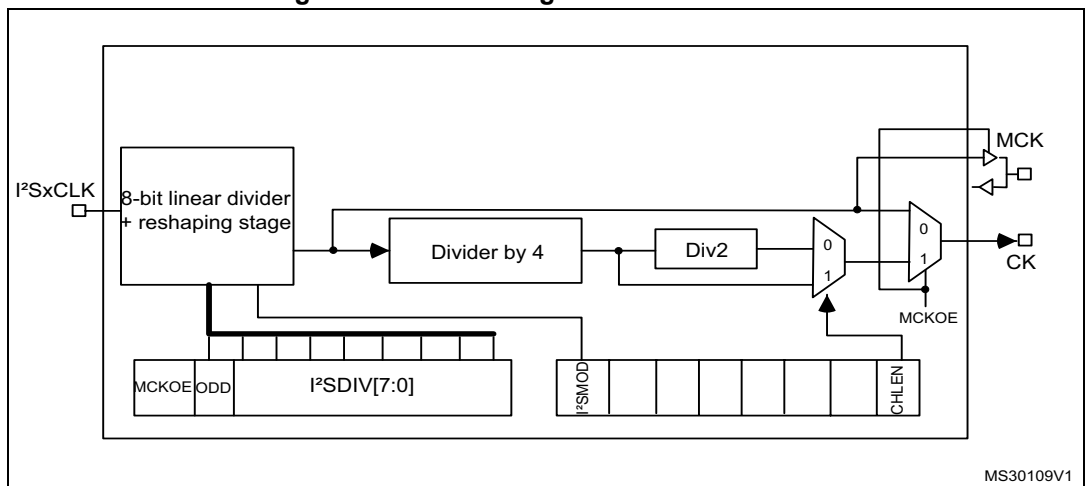 MCK
I²SxCLK
8-bit linear divider
+ reshaping stage
Divider by 4
Div2
0
1
0
1
CK
MCKOE
MCKOE
ODD
I²SDIV[7:0]
I²SMOD
CHLEN
MS30109V1